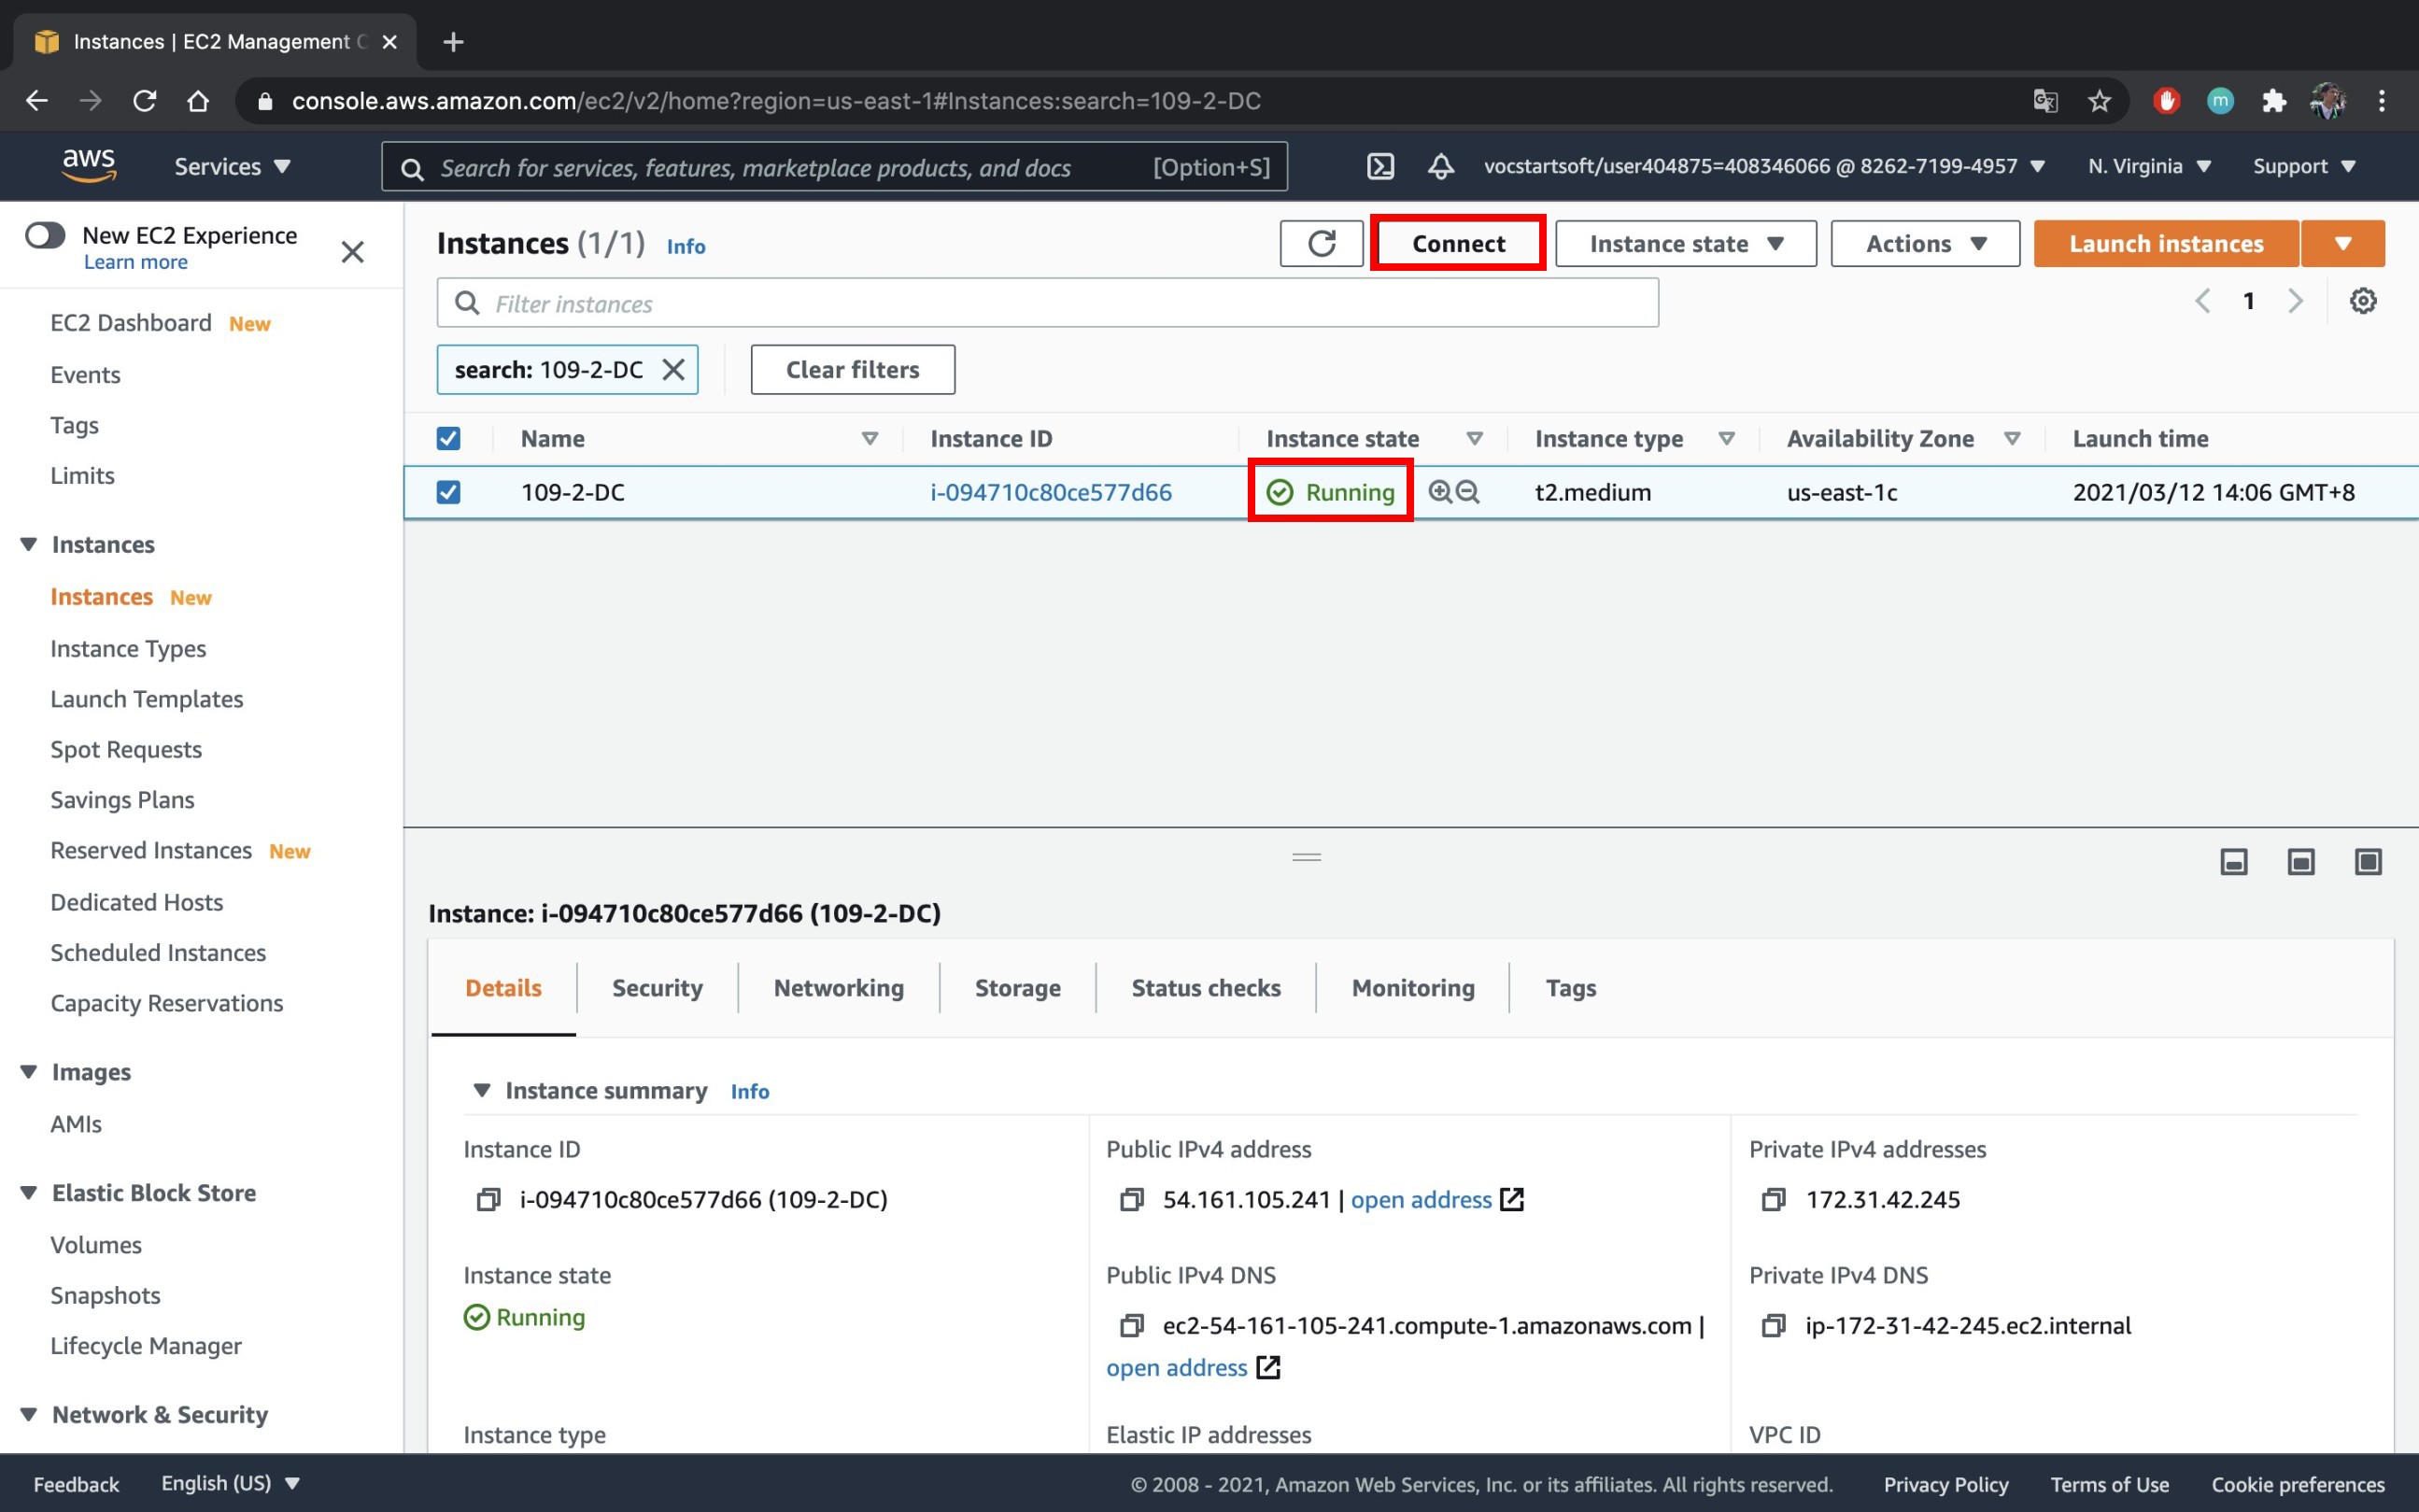 Instances | EC2 Management C
console.aws.amazon.com/ec2/v2/home?region=us-east-1#Instances:search=109-2-DC
m
aws
Services
Search for services, features, marketplace products, and docs
[Option+S]
vocstartsoft/user404875=408346066 @ 8262-7199-4957
N. Virginia
Support
New EC2 Experience
Learn more
EC2 Dashboard New
Events
Tags
Limits
Instances
Instances New
Instance Types
Launch Templates
Spot Requests
Savings Plans
Reserved Instances New
Dedicated Hosts
Scheduled Instances
Capacity Reservations
Images
AMIs
Elastic Block Store
Volumes
Snapshots
Lifecycle Manager
Network & Security
Instances (1/1) Info
Connect
Instance state
Actions
Launch instances
Filter instances
1
search: 109-2-DC
Clear filters
Name Instance ID Instance state Instance type Availability Zone Launch time
109-2-DC i-094710c80ce577d66 Running t2.medium us-east-1c 2021/03/12 14:06 GMT+8
Instance: i-094710c80ce577d66 (109-2-DC)
Details Security Networking Storage Status checks Monitoring Tags
Instance summary Info
Instance ID
i-094710c80ce577d66 (109-2-DC)
Public IPv4 address
54.161.105.241 | open address
Private IPv4 addresses
172.31.42.245
Instance state
Running
Public IPv4 DNS
ec2-54-161-105-241.compute-1.amazonaws.com |
open address
Private IPv4 DNS
ip-172-31-42-245.ec2.internal
Instance type
Elastic IP addresses
VPC ID
Feedback
English (US)
© 2008 - 2021, Amazon Web Services, Inc. or its affiliates. All rights reserved.
Privacy Policy
Terms of Use
Cookie preferences